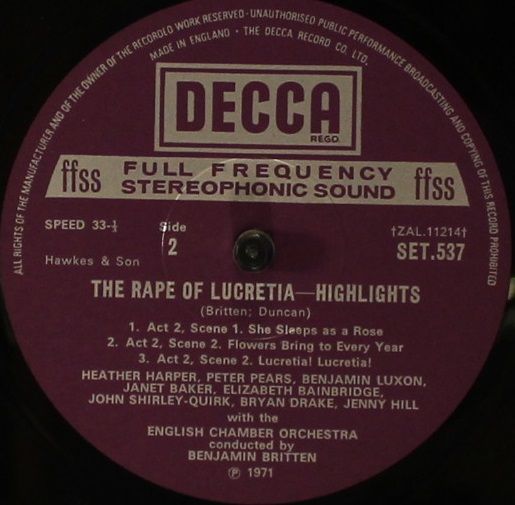 ALL RIGHTS OF THE MANUFACTURER AND OF THE OWNER OF THE RECORDED WORK RESERVED · UNAUTHORISED PUBLIC PERFORMANCE BROADCASTING AND COPYING OF THIS RECORD PROHIBITED
MADE IN ENGLAND · THE DECCA RECORD CO. LTD.
DECCA
REGD.
ffss FULL FREQUENCY ffss
STEREOPHONIC SOUND
SPEED 33-⅓ Side †ZAL.11214†
2 SET.537
Hawkes & Son
THE RAPE OF LUCRETIA—HIGHLIGHTS
(Britten; Duncan)
1. Act 2, Scene 1. She Sleeps as a Rose
2. Act 2, Scene 2. Flowers Bring to Every Year
3. Act 2, Scene 2. Lucretia! Lucretia!
HEATHER HARPER, PETER PEARS, BENJAMIN LUXON,
JANET BAKER, ELIZABETH BAINBRIDGE,
JOHN SHIRLEY-QUIRK, BRYAN DRAKE, JENNY HILL
with the
ENGLISH CHAMBER ORCHESTRA
conducted by
BENJAMIN BRITTEN
℗ 1971